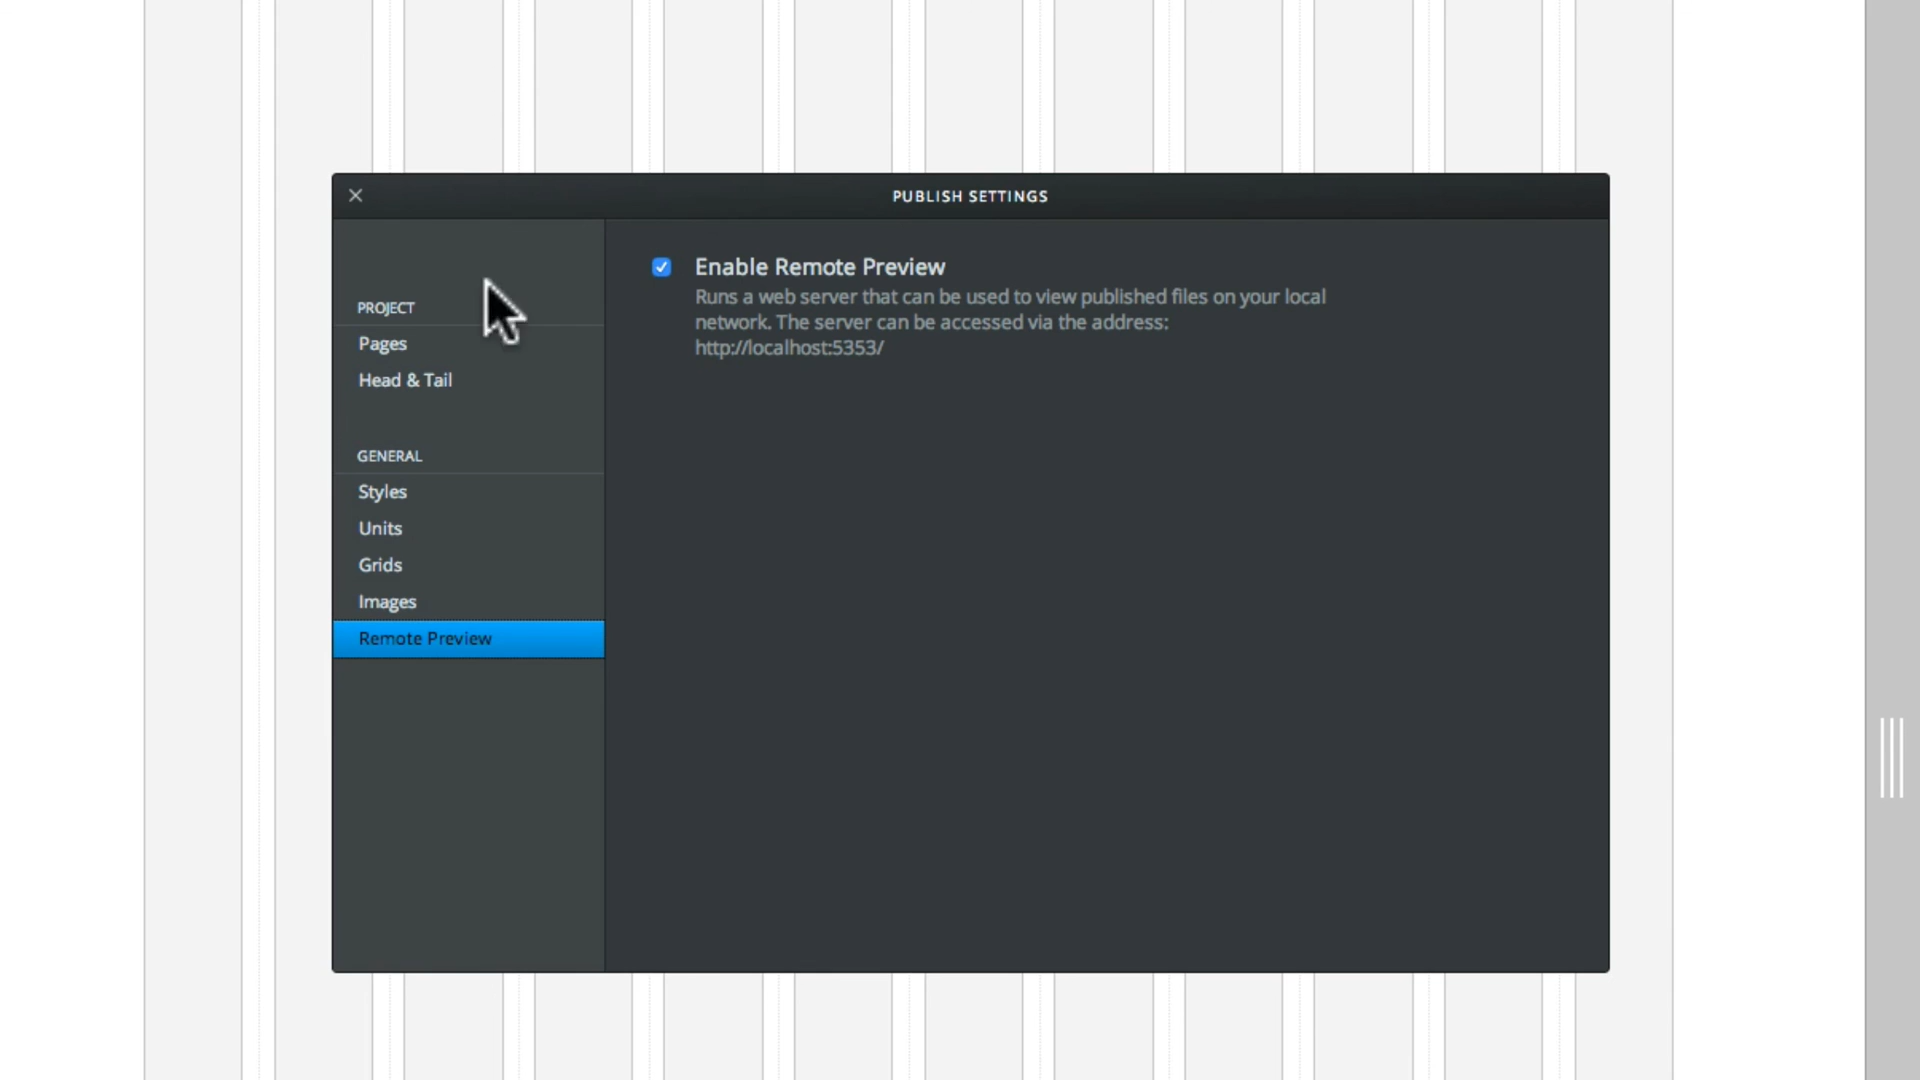 PUBLISH SETTINGS
PROJECT
Pages
Head & Tail
GENERAL
Styles
Units
Grids
Images
Remote Preview
Enable Remote Preview
Runs a web server that can be used to view published files on your local
network. The server can be accessed via the address:
http://localhost:5353/